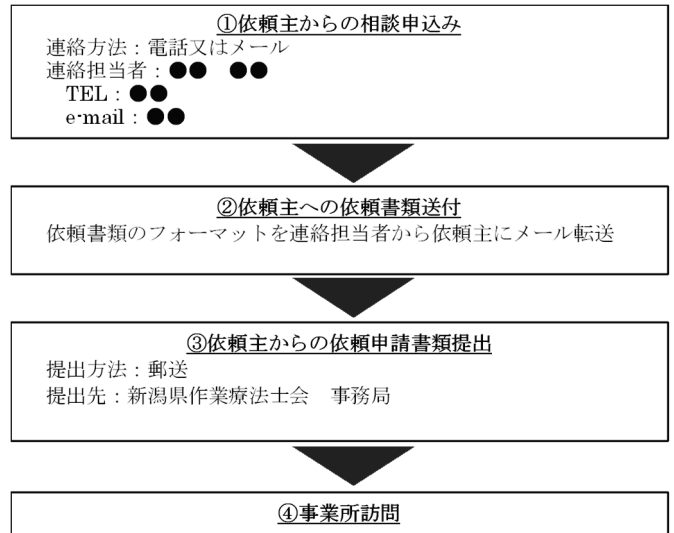 ①依頼主からの相談申込み
連絡方法：電話又はメール
連絡担当者：●●　●●
TEL：●●
e-mail：●●
②依頼主への依頼書類送付
依頼書類のフォーマットを連絡担当者から依頼主にメール転送
③依頼主からの依頼申請書類提出
提出方法：郵送
提出先：新潟県作業療法士会　事務局
④事業所訪問